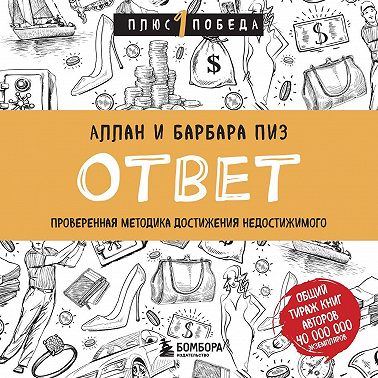 ПЛЮС 1 ПОБЕДА
АЛЛАН И БАРБАРА ПИЗ
ОТВЕТ
ПРОВЕРЕННАЯ МЕТОДИКА ДОСТИЖЕНИЯ НЕДОСТИЖИМОГО
ОБЩИЙ
ТИРАЖ КНИГ
АВТОРОВ
40 000 000
ЭКЗЕМПЛЯРОВ
БОМБОРА
ИЗДАТЕЛЬСТВО